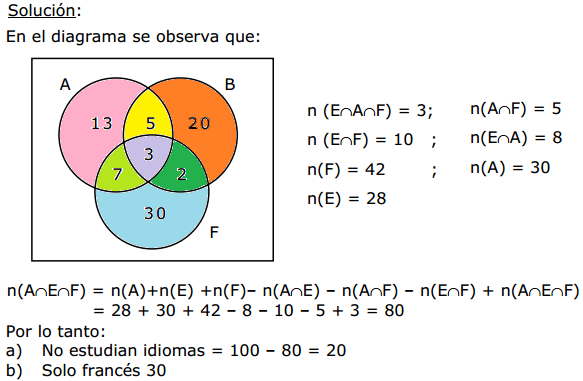 Solución:
En el diagrama se observa que:
A
B
13
5
20
3
7
2
30
F
n (E∩A∩F) = 3; n(A∩F) = 5
n (E∩F) = 10 ; n(E∩A) = 8
n(F) = 42 ; n(A) = 30
n(E) = 28
n(A∩E∩F) = n(A)+n(E) +n(F)– n(A∩E) – n(A∩F) – n(E∩F) + n(A∩E∩F)
= 28 + 30 + 42 – 8 – 10 – 5 + 3 = 80
Por lo tanto:
a) No estudian idiomas = 100 – 80 = 20
b) Solo francés 30